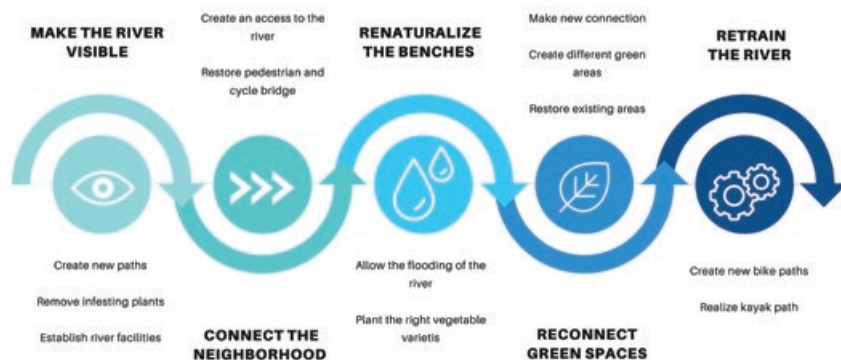 MAKE THE RIVER
VISIBLE
Create new paths
Remove infesting plants
Establish river facilities
Create an access to the
river
Restore pedestrian and
cycle bridge
CONNECT THE
NEIGHBORHOOD
RENATURALIZE
THE BENCHES
Allow the flooding of the
river
Plant the right vegetable
varietis
Make new connection
Create different green
areas
Restore existing areas
RECONNECT
GREEN SPACES
RETRAIN
THE RIVER
Create new bike paths
Realize kayak path